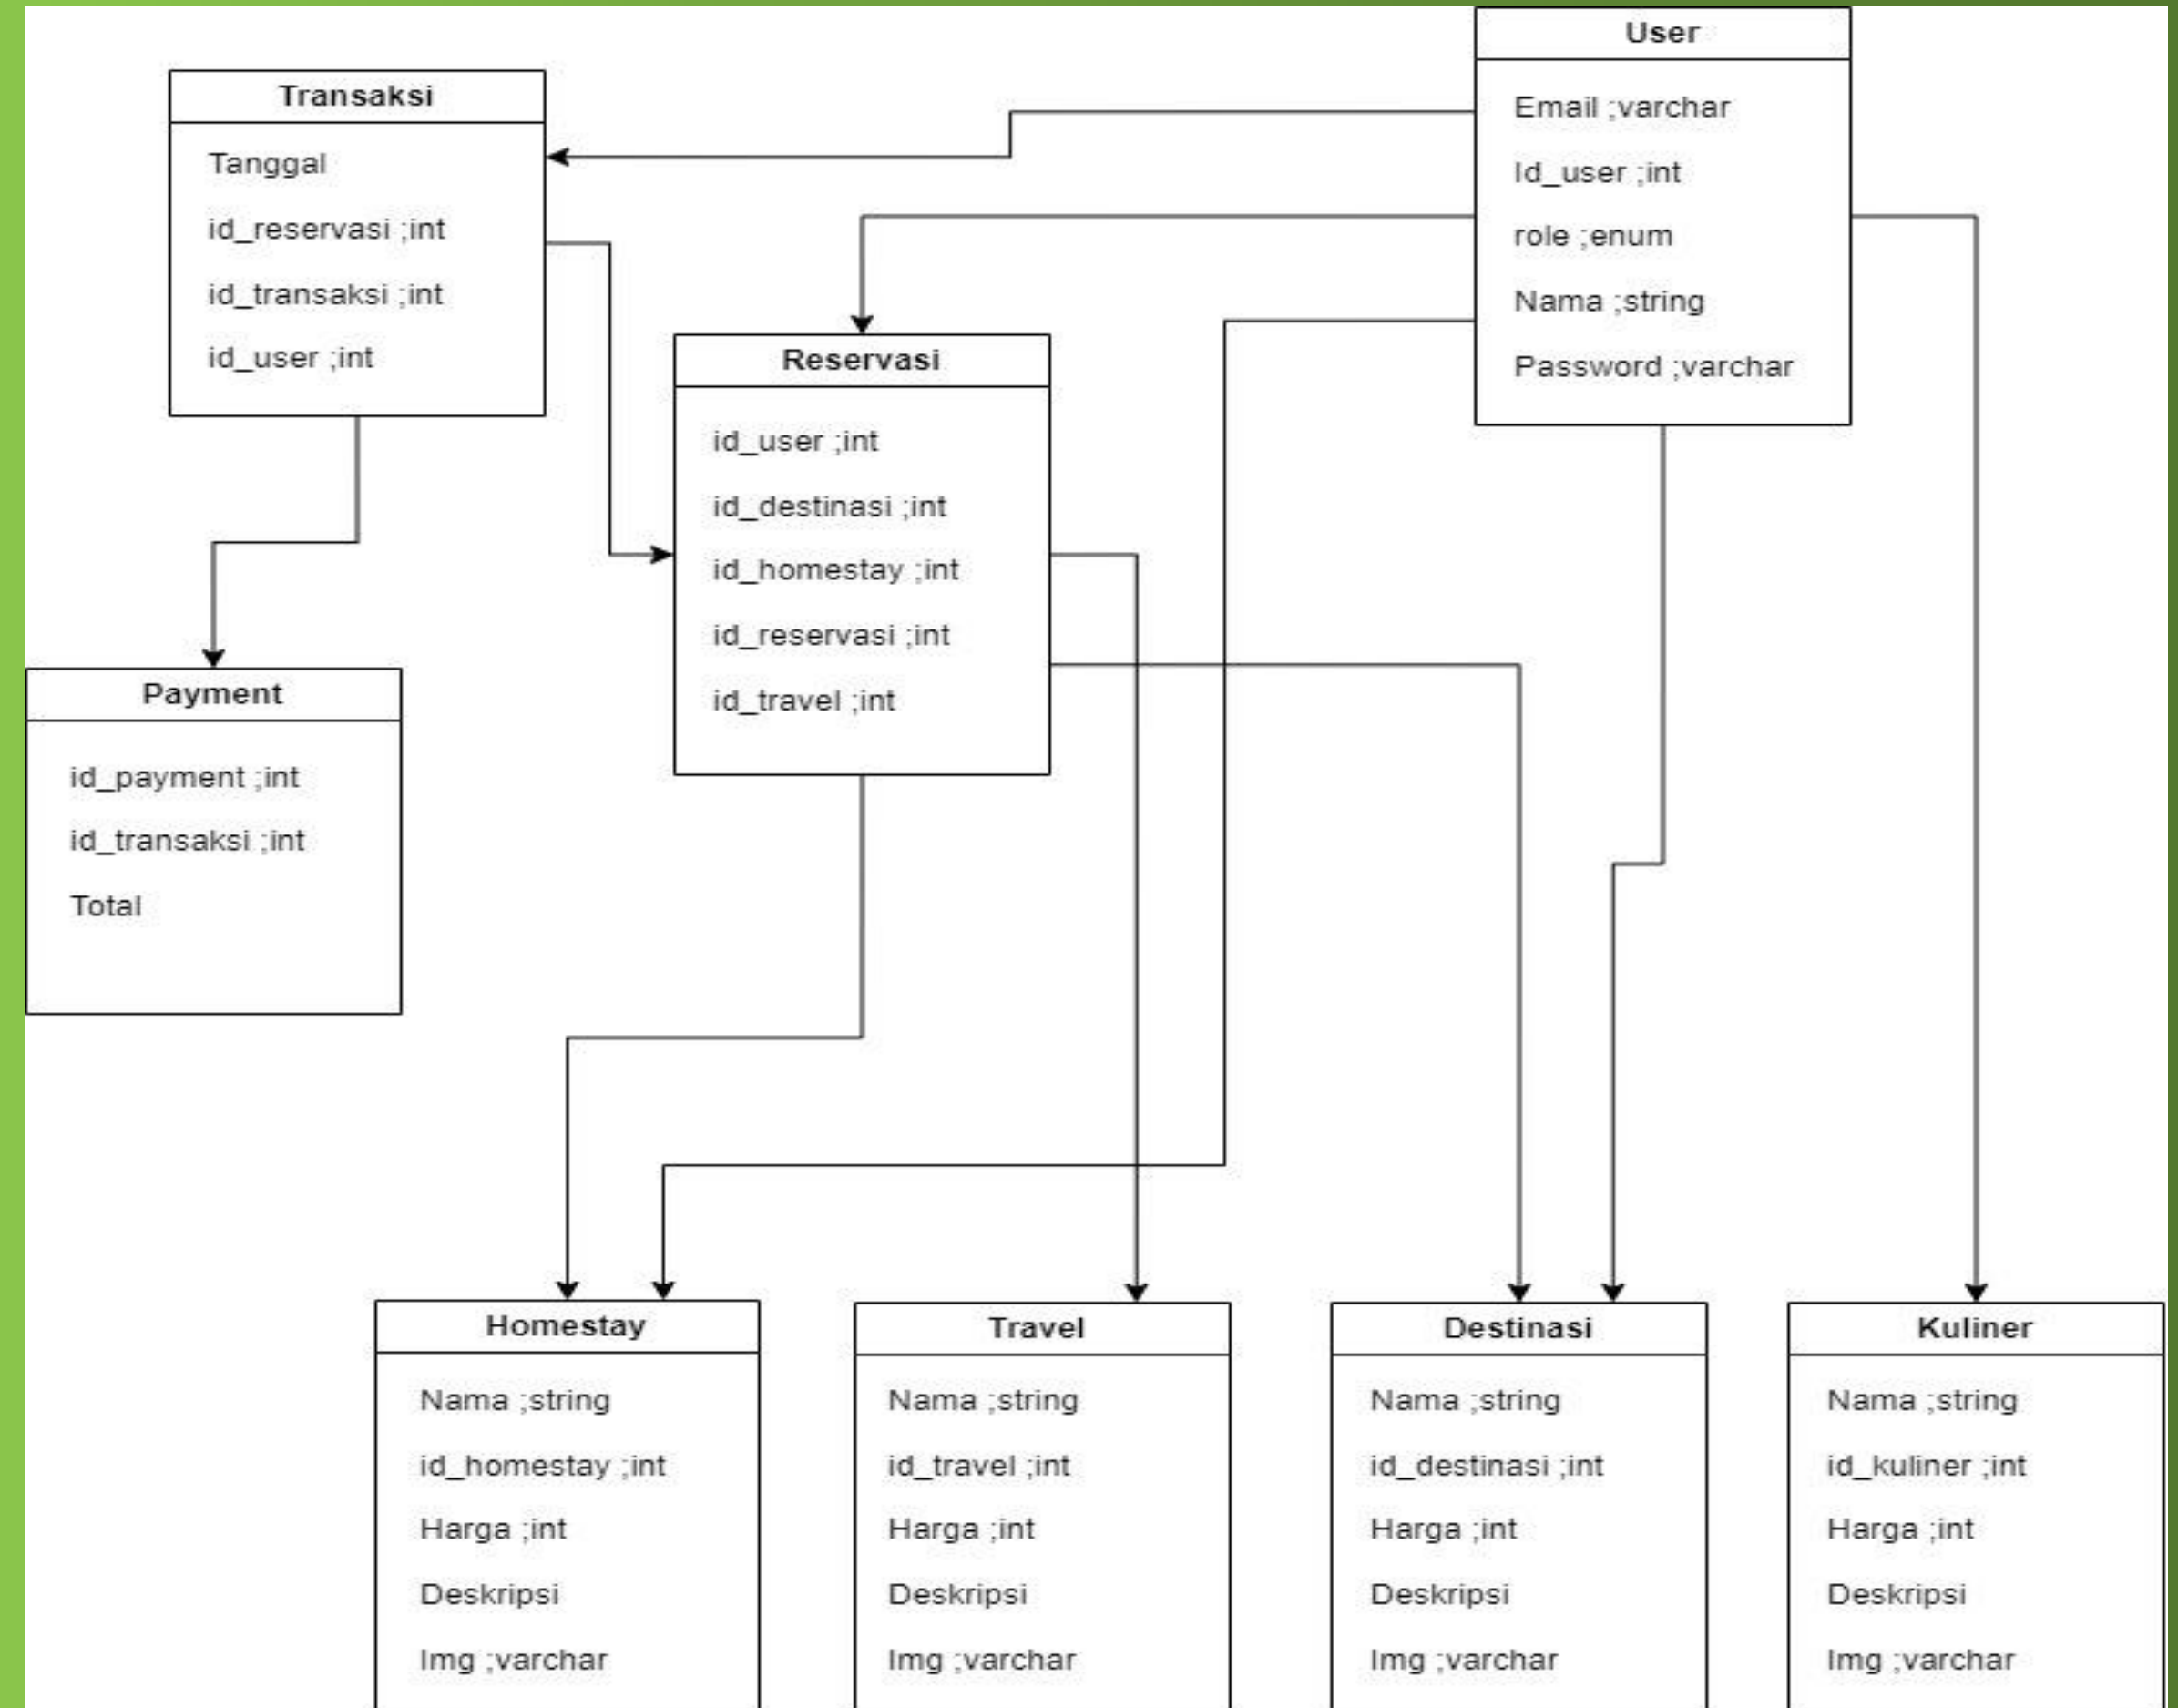 User
Email ;varchar
Id_user ;int
role ;enum
Nama ;string
Password ;varchar
Transaksi
Tanggal
id_reservasi ;int
id_transaksi ;int
id_user ;int
Reservasi
id_user ;int
id_destinasi ;int
id_homestay ;int
id_reservasi ;int
id_travel ;int
Payment
id_payment ;int
id_transaksi ;int
Total
Homestay
Nama ;string
id_homestay ;int
Harga ;int
Deskripsi
Img ;varchar
Travel
Nama ;string
id_travel ;int
Harga ;int
Deskripsi
Img ;varchar
Destinasi
Nama ;string
id_destinasi ;int
Harga ;int
Deskripsi
Img ;varchar
Kuliner
Nama ;string
id_kuliner ;int
Harga ;int
Deskripsi
Img ;varchar